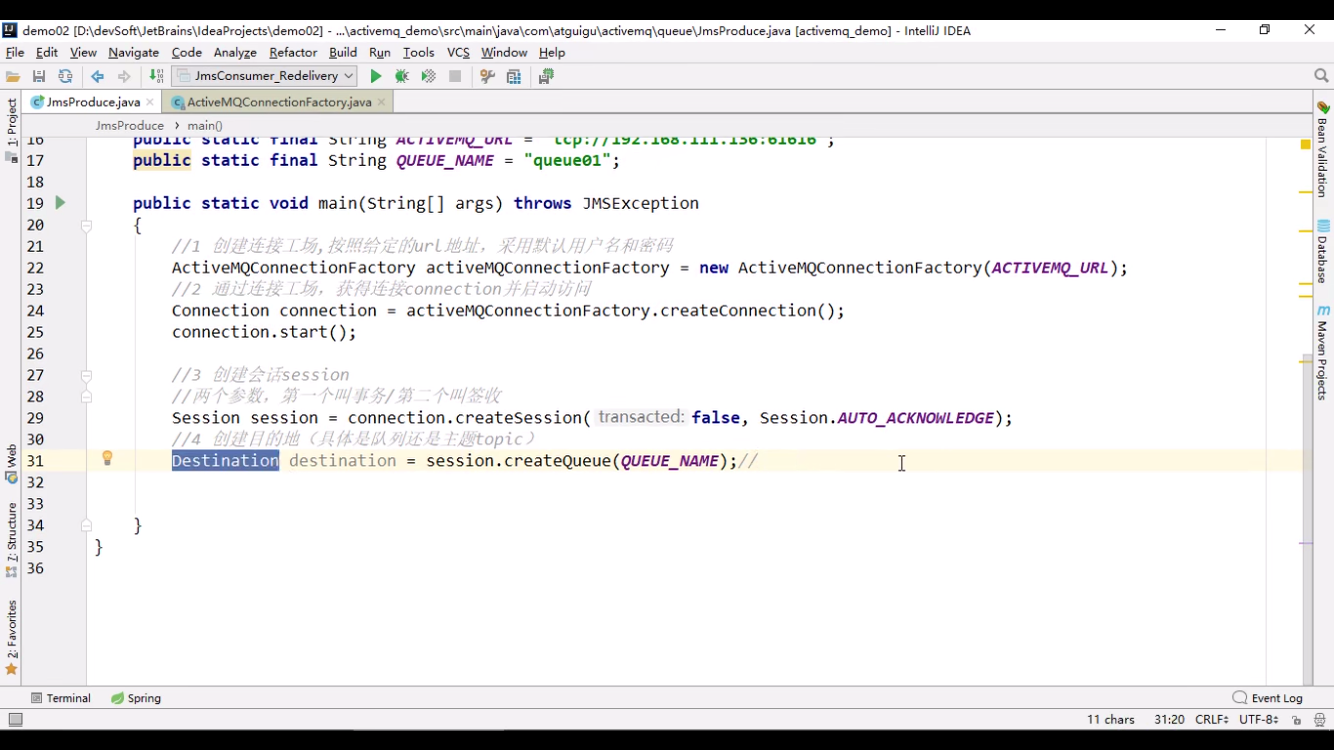 demo02 [D:\devSoft\JetBrains\IdeaProjects\demo02] - ...\activemq_demo\src\main\java\com\atguigu\activemq\queue\JmsProduce.java [activemq_demo] - IntelliJ IDEA
File Edit View Navigate Code Analyze Refactor Build Run Tools VCS Window Help
JmsConsumer_Redelivery
JmsProduce.java ActiveMQConnectionFactory.java
JmsProduce main()
16 public static final String ACTIVEMQ_URL = "tcp://192.168.111.136:61616";
17 public static final String QUEUE_NAME = "queue01";
18
19 public static void main(String[] args) throws JMSException
20 {
21 //1 创建连接工场,按照给定的url地址，采用默认用户名和密码
22 ActiveMQConnectionFactory activeMQConnectionFactory = new ActiveMQConnectionFactory(ACTIVEMQ_URL);
23 //2 通过连接工场，获得连接connection并启动访问
24 Connection connection = activeMQConnectionFactory.createConnection();
25 connection.start();
26
27 //3 创建会话session
28 //两个参数，第一个叫事务/第二个叫签收
29 Session session = connection.createSession( transacted: false, Session.AUTO_ACKNOWLEDGE);
30 //4 创建目的地（具体是队列还是主题topic）
31 Destination destination = session.createQueue(QUEUE_NAME);//
32
33
34 }
35 }
36
1: Project
Web
7: Structure
2: Favorites
Bean Validation
Database
Maven Projects
Terminal Spring Event Log
11 chars 31:20 CRLF UTF-8